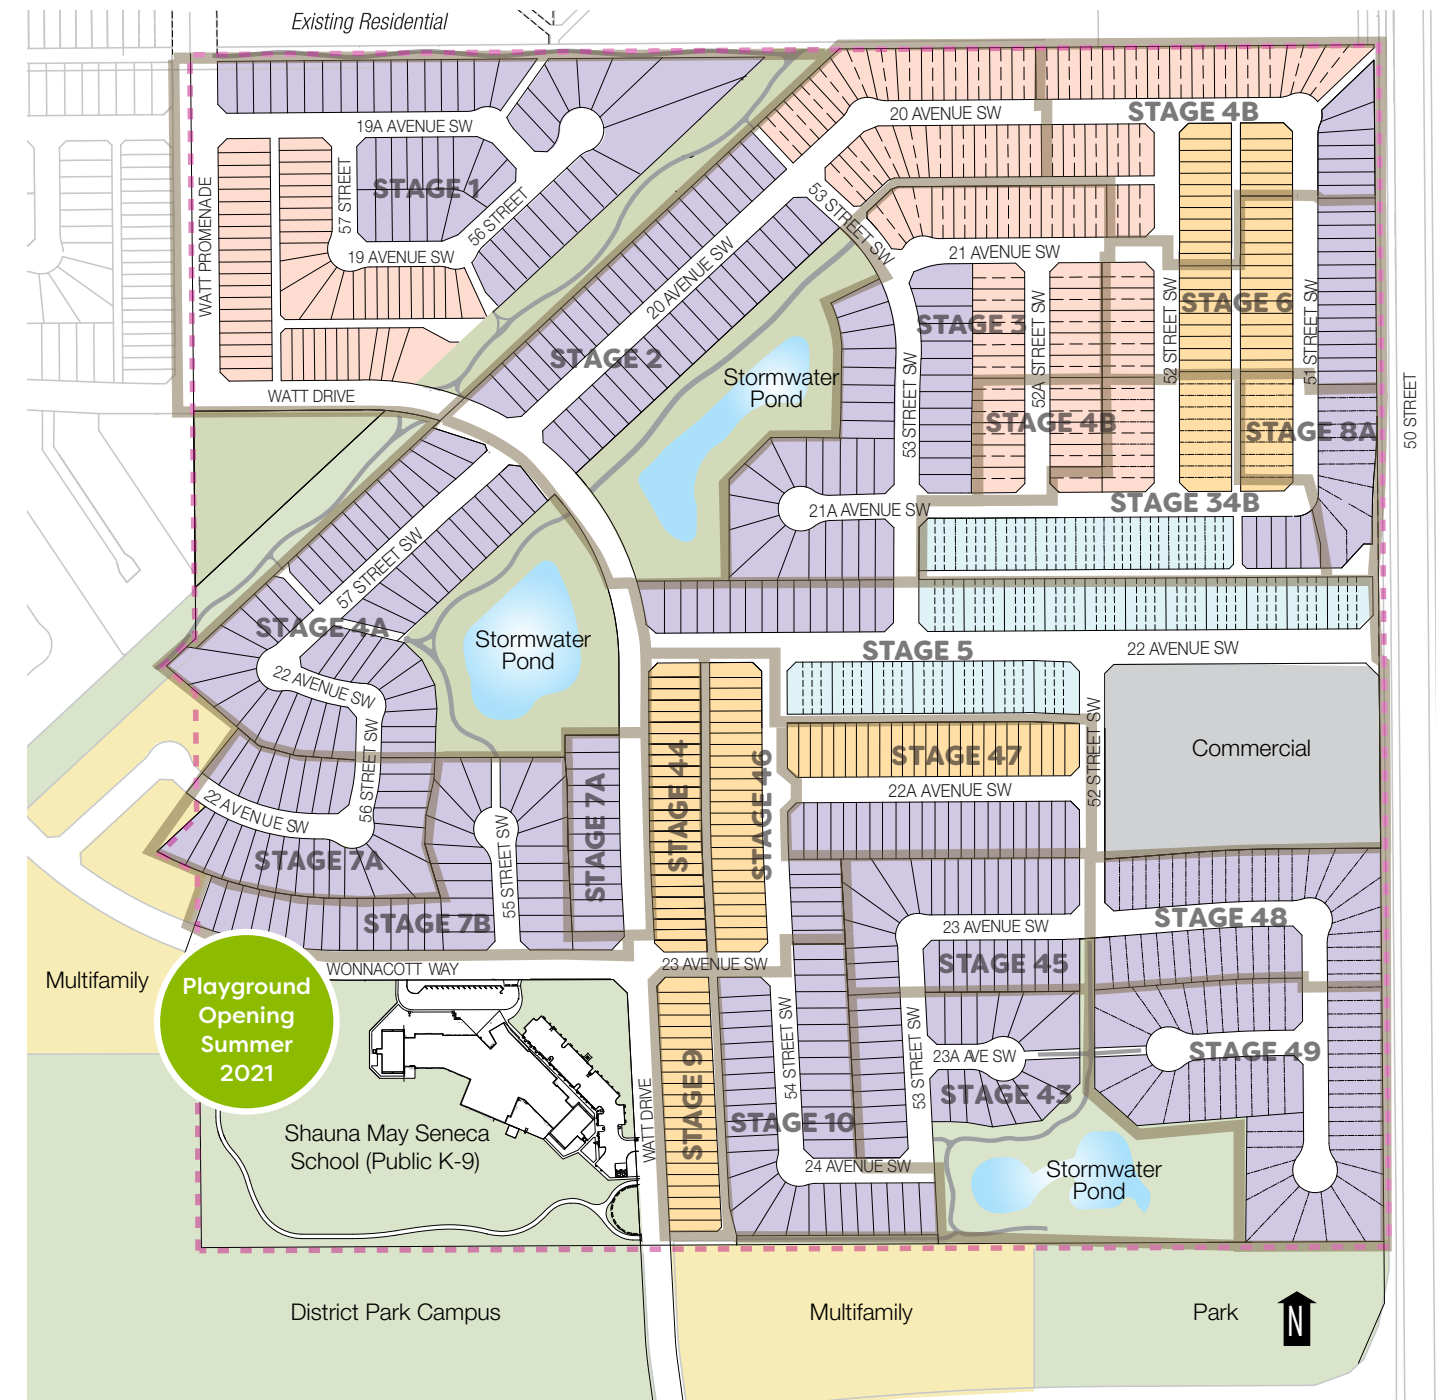 Existing Residential
20 AVENUE SW
STAGE 4B
19A AVENUE SW
WATT PROMENADE
57 STREET
STAGE 1
56 STREET
19 AVENUE SW
53 STREET SW
20 AVENUE SW
21 AVENUE SW
STAGE 2
WATT DRIVE
Stormwater
Pond
STAGE 3
52A STREET SW
52 STREET SW
STAGE 6
51 STREET SW
53 STREET SW
STAGE 4B
STAGE 8A
50 STREET
21A AVENUE SW
STAGE 34B
57 STREET SW
STAGE 4A
Stormwater
Pond
STAGE 5
22 AVENUE SW
22 AVENUE SW
56 STREET SW
22 AVENUE SW
STAGE 7A
STAGE 7A
STAGE 44
STAGE 46
STAGE 47
22A AVENUE SW
52 STREET SW
Commercial
55 STREET SW
STAGE 7B
WONNACOTT WAY
23 AVENUE SW
23 AVENUE SW
STAGE 45
STAGE 48
Multifamily
Playground
Opening
Summer
2021
Shauna May Seneca
School (Public K-9)
WATT DRIVE
STAGE 9
STAGE 10
54 STREET SW
53 STREET SW
23A AVE SW
STAGE 43
STAGE 49
24 AVENUE SW
Stormwater
Pond
District Park Campus
Multifamily
Park
N